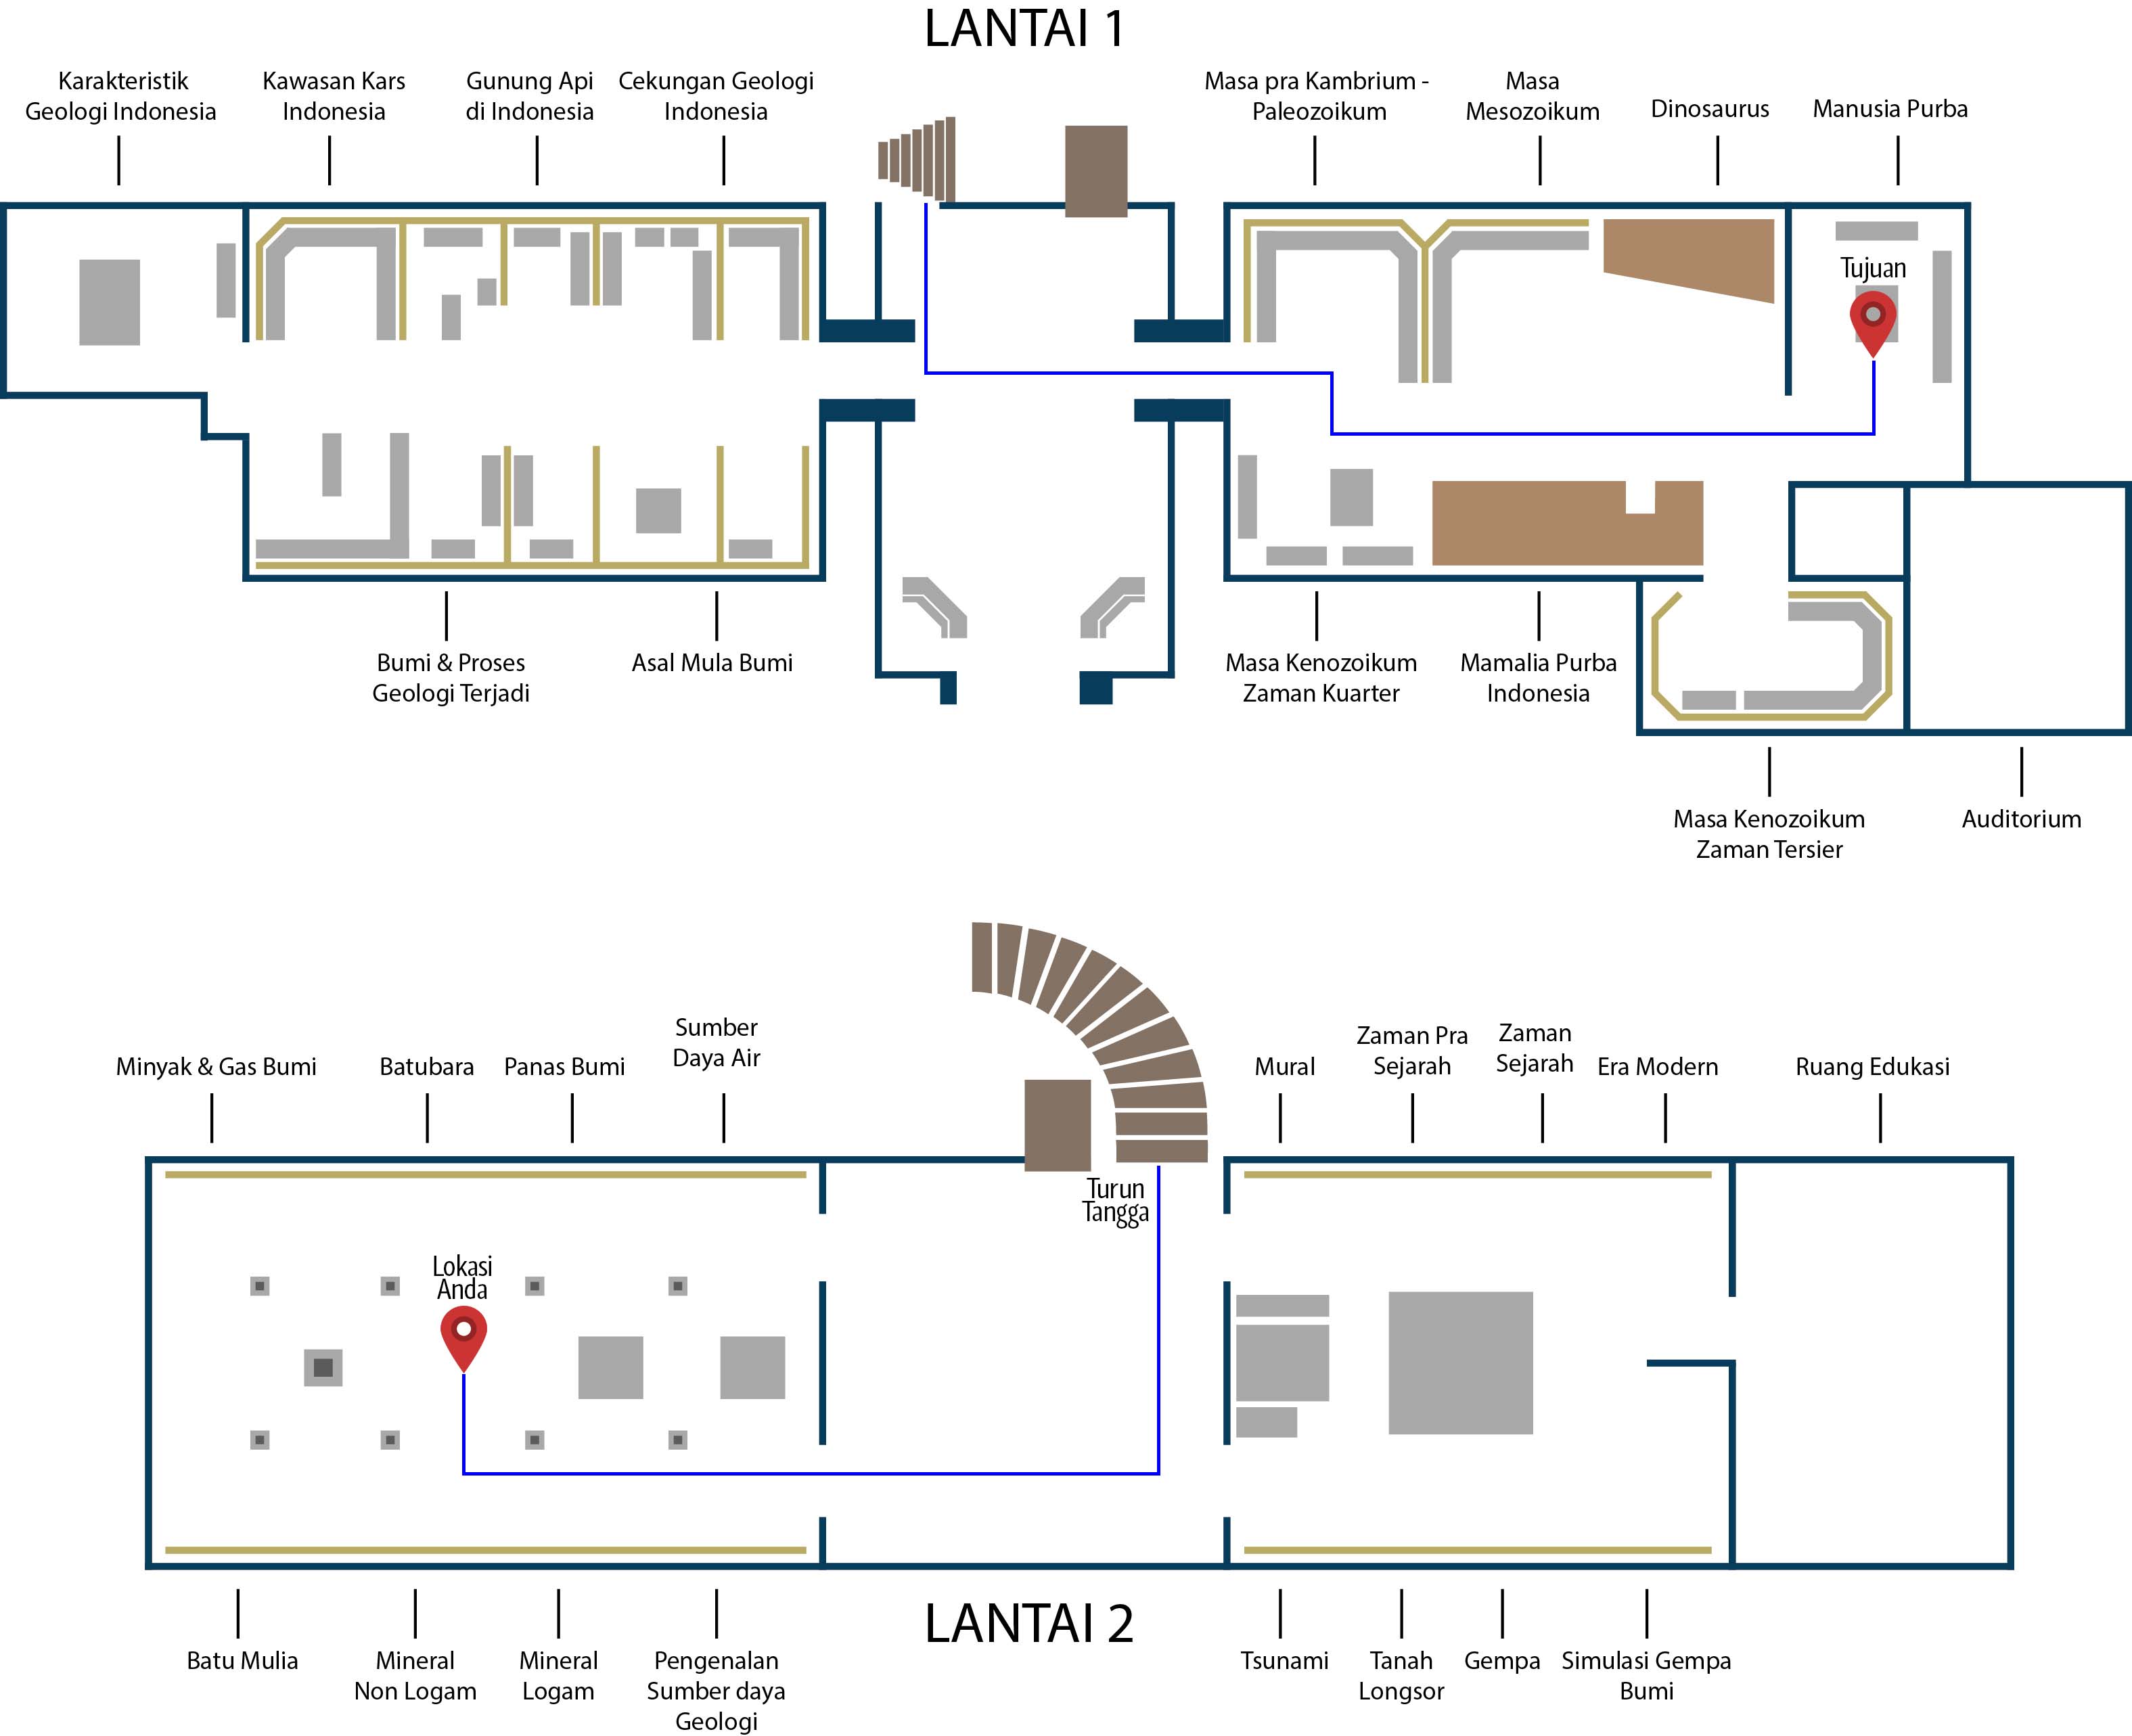 LANTAI 1
Karakteristik
Geologi Indonesia
Kawasan Kars
Indonesia
Gunung Api
di Indonesia
Cekungan Geologi
Indonesia
Masa pra Kambrium -
Paleozoikum
Masa
Mesozoikum
Dinosaurus
Manusia Purba
Tujuan
Bumi & Proses
Geologi Terjadi
Asal Mula Bumi
Masa Kenozoikum
Zaman Kuarter
Mamalia Purba
Indonesia
Masa Kenozoikum
Zaman Tersier
Auditorium
Minyak & Gas Bumi
Batubara
Panas Bumi
Sumber
Daya Air
Mural
Zaman Pra
Sejarah
Zaman
Sejarah
Era Modern
Ruang Edukasi
Turun
Tangga
Lokasi
Anda
LANTAI 2
Batu Mulia
Mineral
Non Logam
Mineral
Logam
Pengenalan
Sumber daya
Geologi
Tsunami
Tanah
Longsor
Gempa
Simulasi Gempa
Bumi